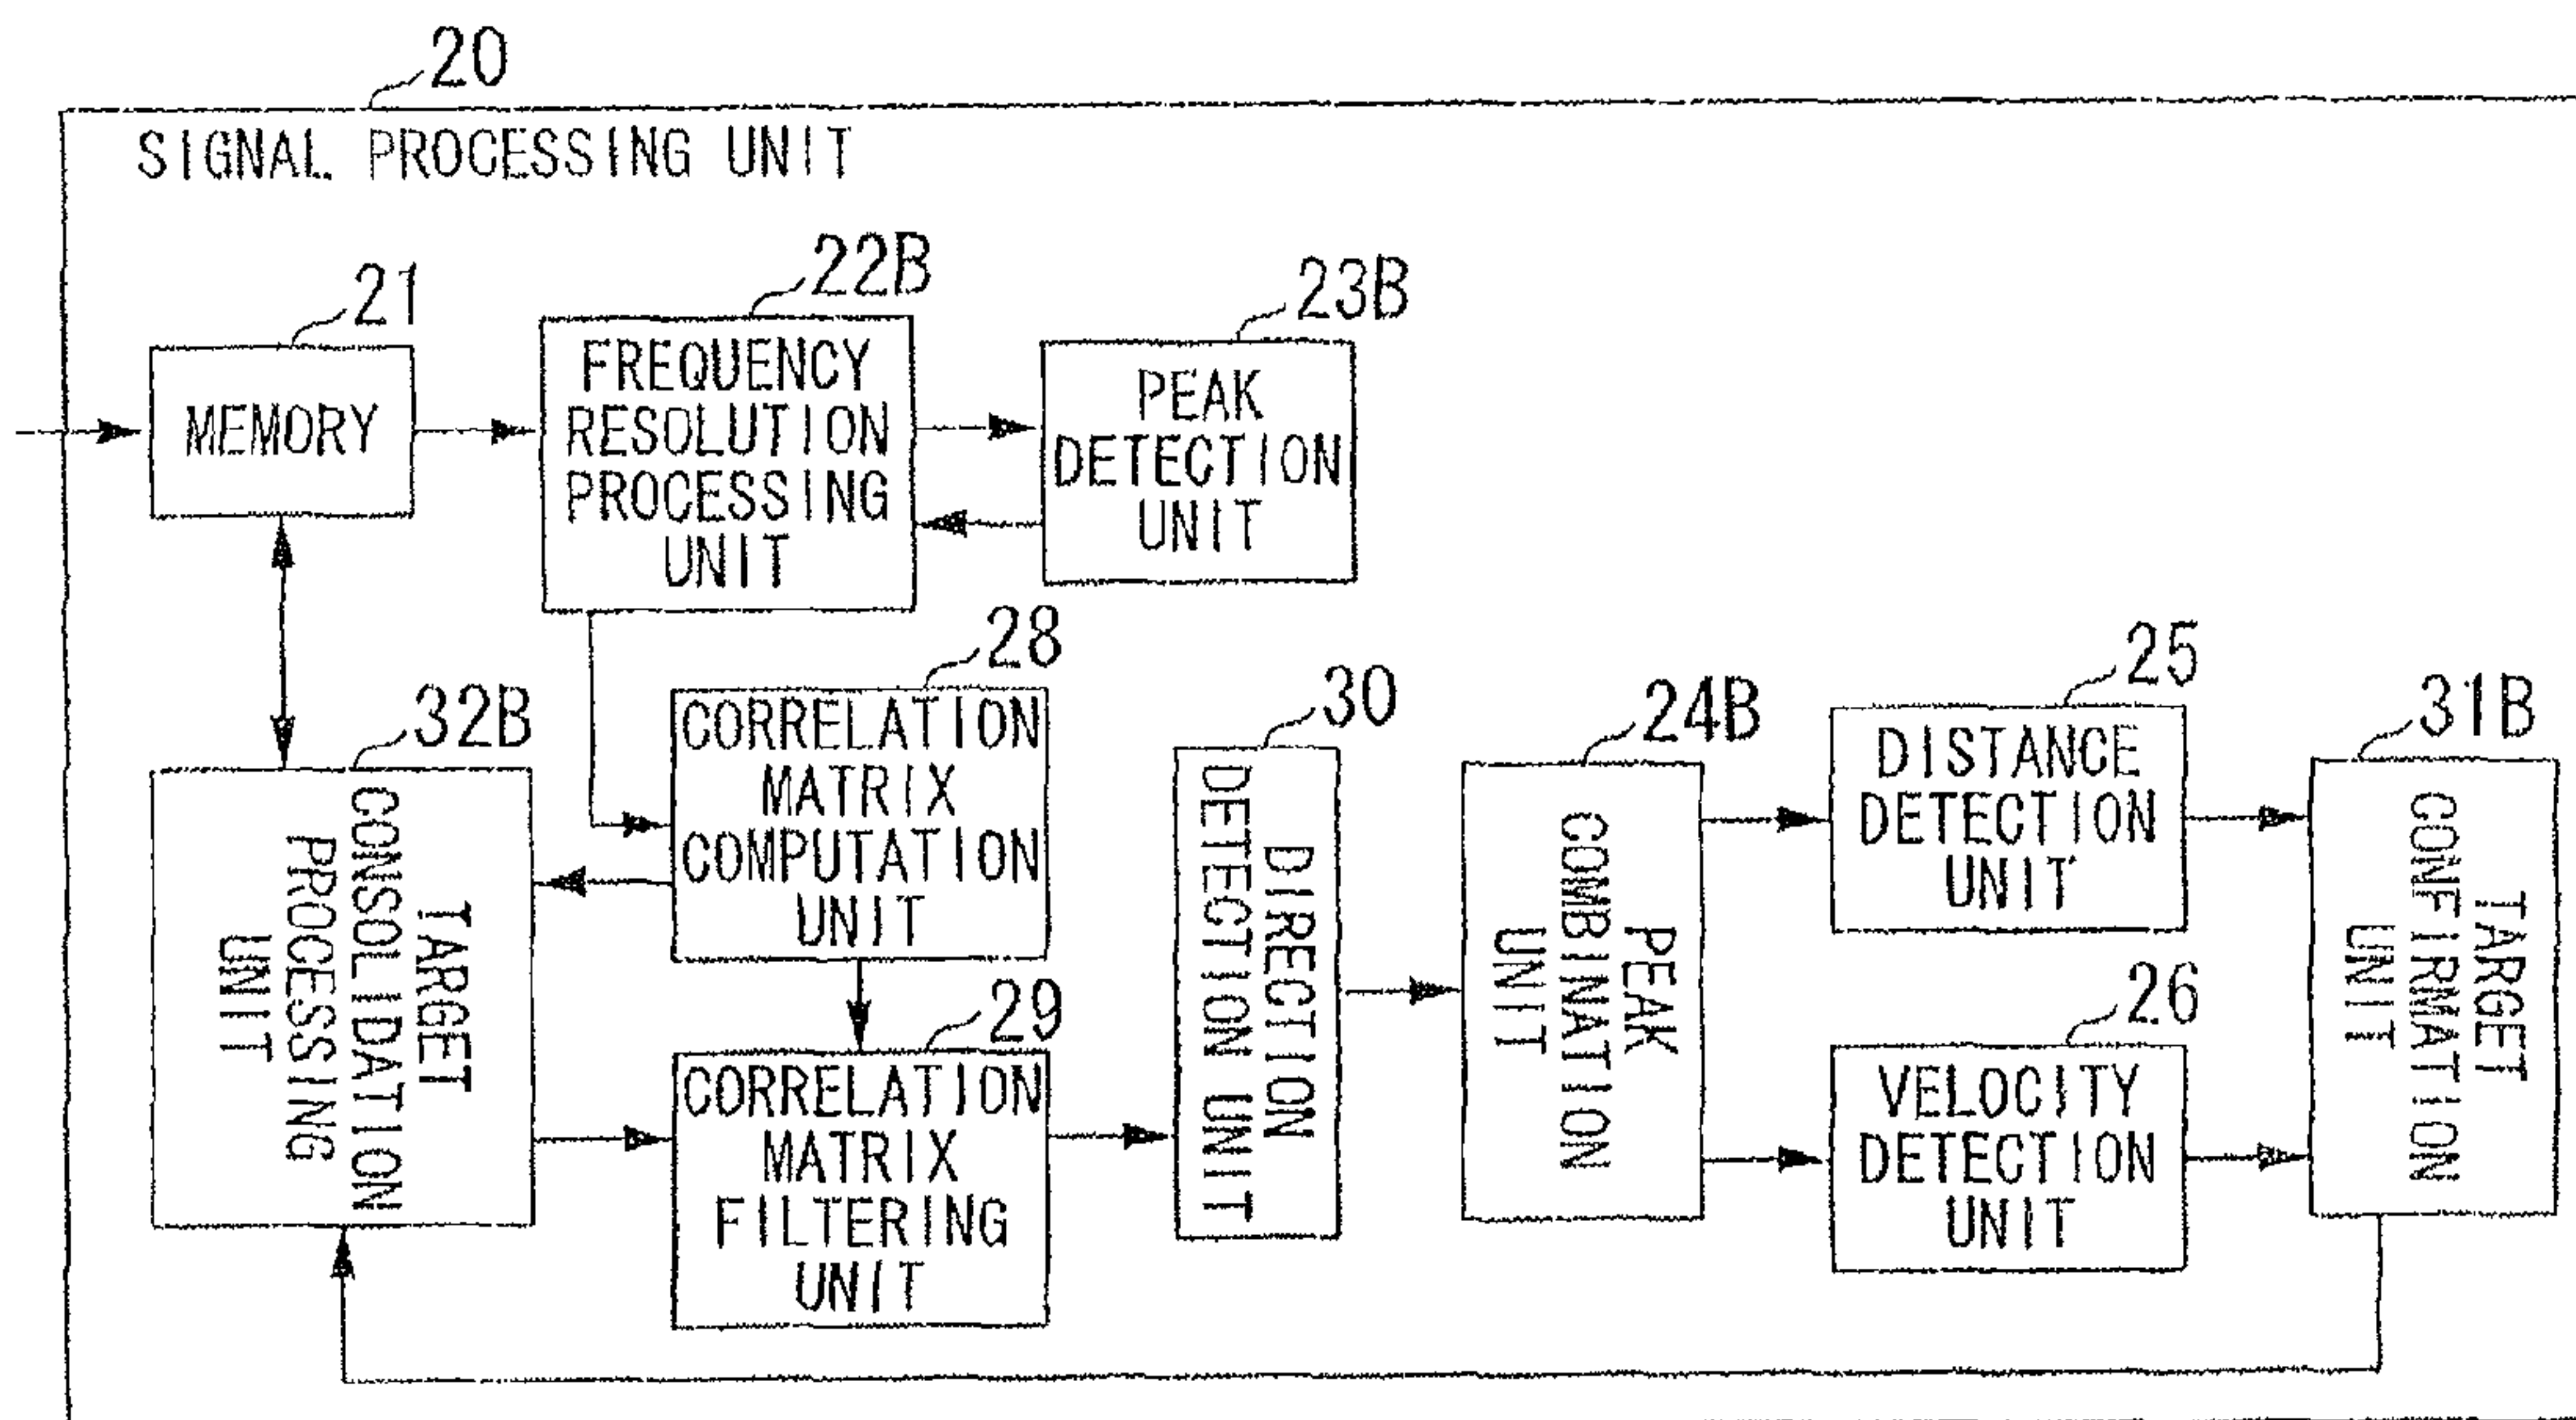 20
SIGNAL PROCESSING UNIT
21
MEMORY
22B
FREQUENCY
RESOLUTION
PROCESSING
UNIT
23B
PEAK
DETECTION
UNIT
28
CORRELATION
MATRIX
COMPUTATION
UNIT
32B
TARGET
CONSOLIDATION
PROCESSING
UNIT
29
CORRELATION
MATRIX
FILTERING
UNIT
30
DIRECTION
DETECTION UNIT
24B
PEAK
COMBINATION
UNIT
25
DISTANCE
DETECTION
UNIT
26
VELOCITY
DETECTION
UNIT
31B
TARGET
CONFIRMATION
UNIT